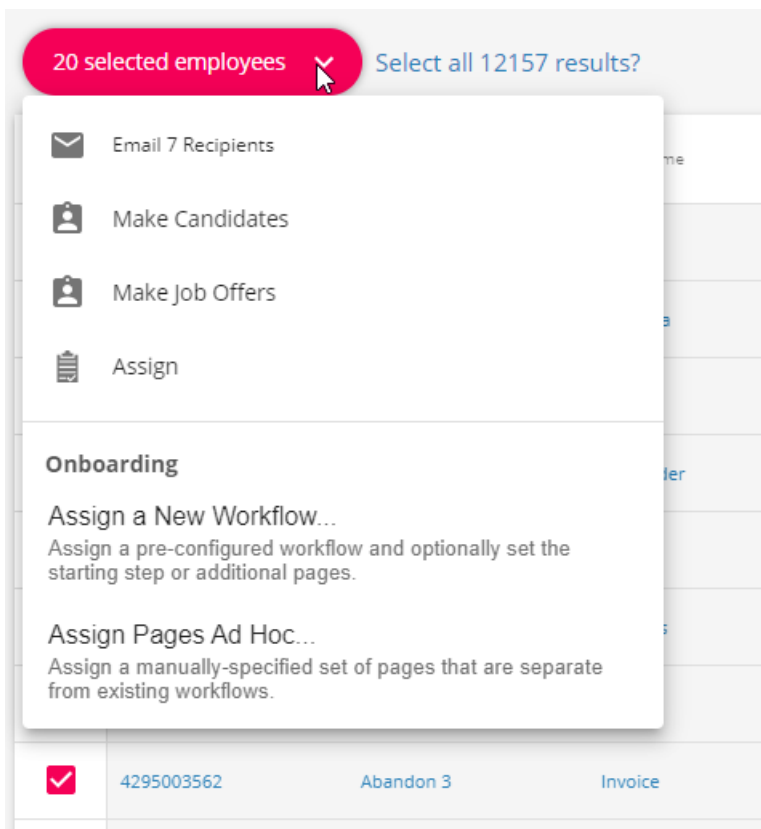 20 selected employees
Select all 12157 results?
Email 7 Recipients
Make Candidates
Make Job Offers
Assign
Onboarding
Assign a New Workflow...
Assign a pre-configured workflow and optionally set the
starting step or additional pages.
Assign Pages Ad Hoc...
Assign a manually-specified set of pages that are separate
from existing workflows.
4295003562 Abandon 3 Invoice